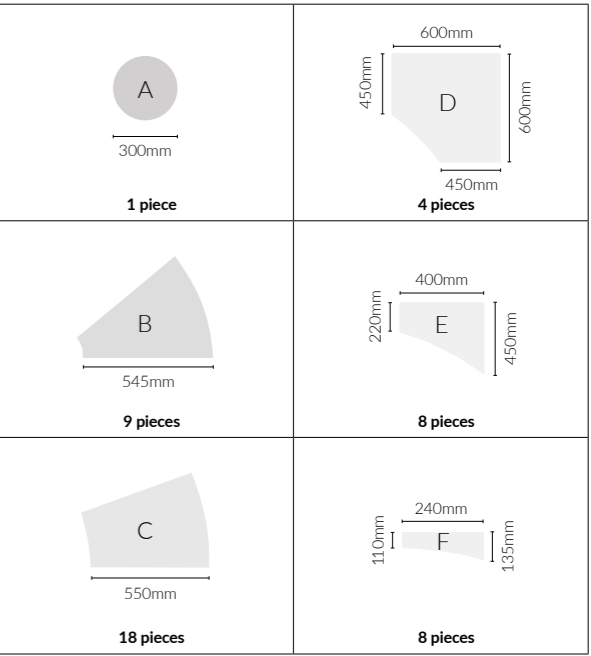 A
300mm
1 piece
600mm
450mm
D
600mm
450mm
4 pieces
B
545mm
9 pieces
400mm
220mm
E
450mm
8 pieces
C
550mm
18 pieces
240mm
110mm
F
135mm
8 pieces